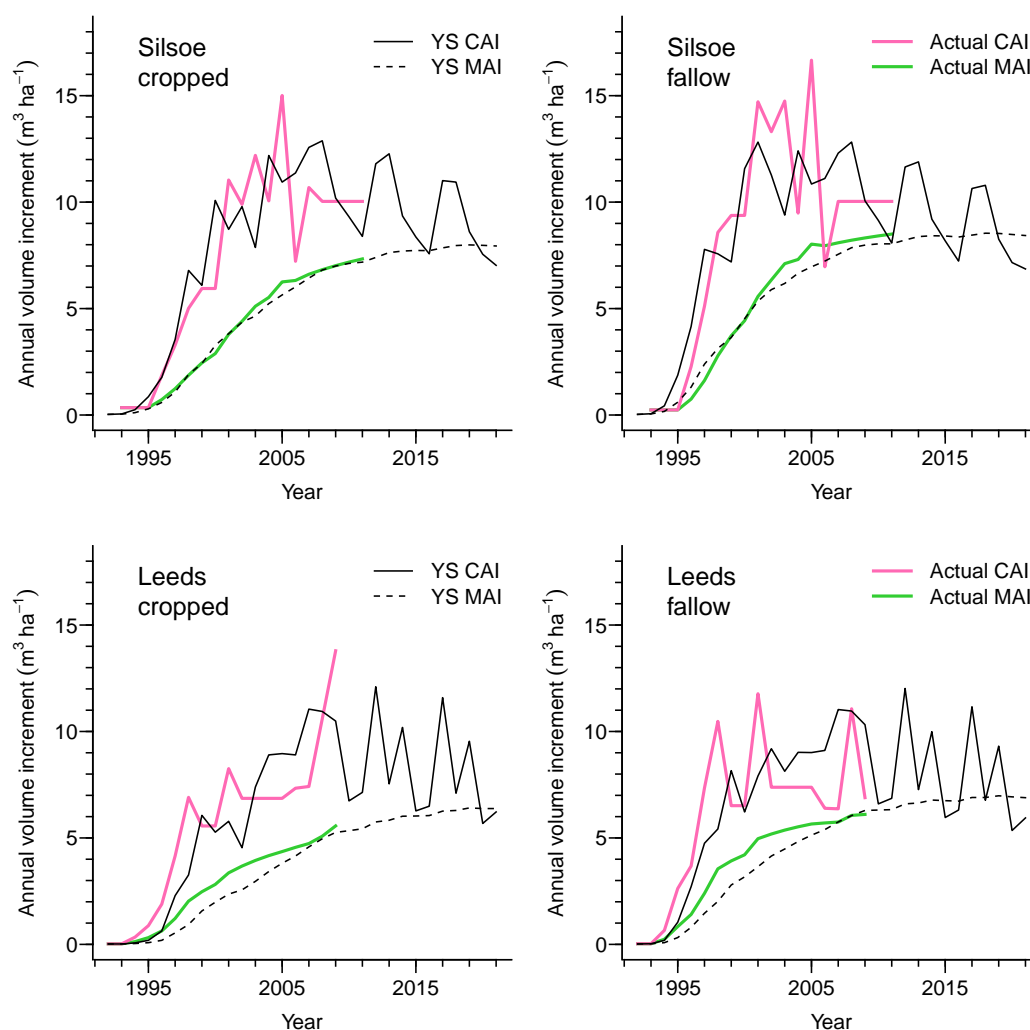 Silsoe
cropped
YS CAI
YS MAI
Annual volume increment (m³ ha⁻¹)
15
10
5
0
1995
2005
2015
Year
Silsoe
fallow
Actual CAI
Actual MAI
Annual volume increment (m³ ha⁻¹)
15
10
5
0
1995
2005
2015
Year
Leeds
cropped
YS CAI
YS MAI
Annual volume increment (m³ ha⁻¹)
15
10
5
0
1995
2005
2015
Year
Leeds
fallow
Actual CAI
Actual MAI
Annual volume increment (m³ ha⁻¹)
15
10
5
0
1995
2005
2015
Year